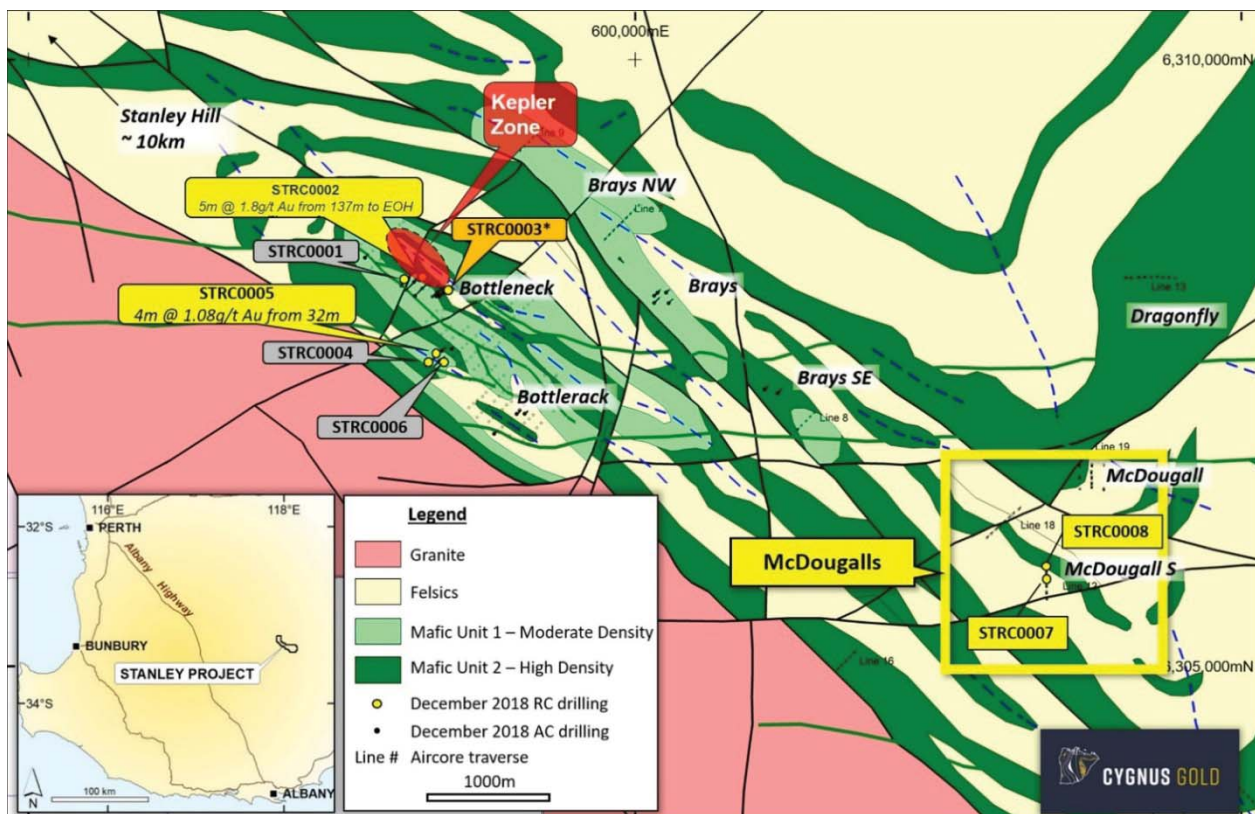 600,000mE
6,310,000mN
Kepler
Zone
Line 9
Stanley Hill
~ 10km
Brays NW
STRC0002
5m @ 1.8g/t Au from 137m to EOH
STRC0003*
STRC0001
Bottleneck
Brays
Line 13
STRC0005
4m @ 1.08g/t Au from 32m
Dragonfly
STRC0004
Brays SE
Bottlerack
Line 8
STRC0006
Line 19
McDougall
Line 18
STRC0008
McDougalls
McDougall S
STRC0007
Line 16
6,305,000mN
116°E
118°E
32°S
PERTH
Albany
Highway
BUNBURY
STANLEY PROJECT
34°S
ALBANY
100 km
N
Legend
Granite
Felsics
Mafic Unit 1 – Moderate Density
Mafic Unit 2 – High Density
December 2018 RC drilling
December 2018 AC drilling
Line # Aircore traverse
1000m
CYGNUS GOLD